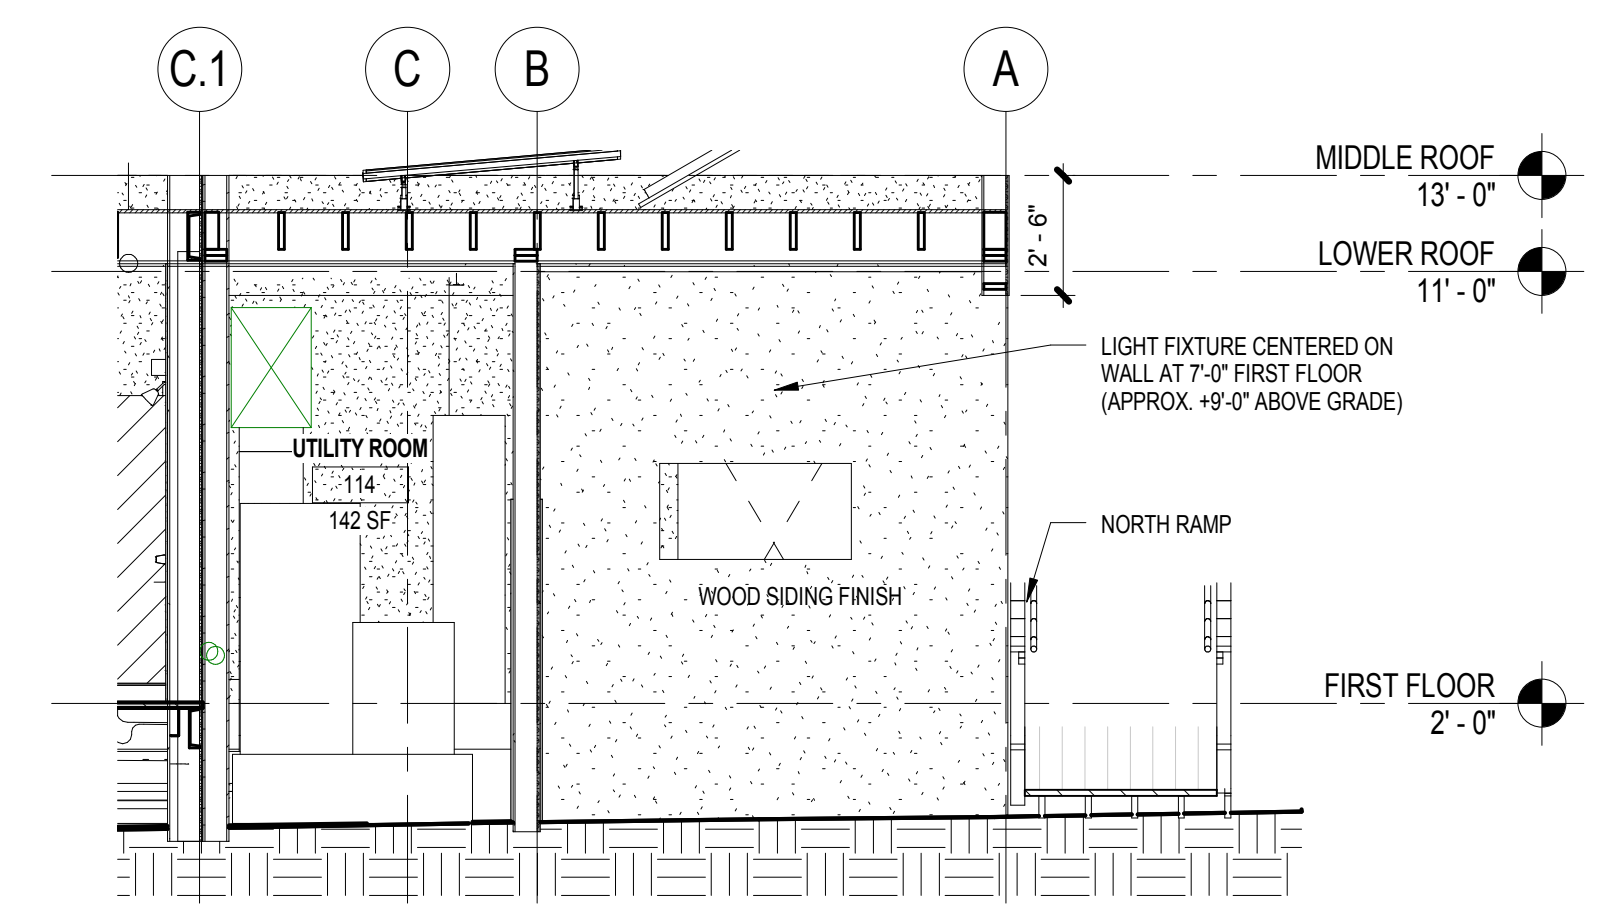 C.1
C
B
A
MIDDLE ROOF
13' - 0"
2' - 6"
LOWER ROOF
11' - 0"
LIGHT FIXTURE CENTERED ON
WALL AT 7'-0" FIRST FLOOR
(APPROX. +9'-0" ABOVE GRADE)
UTILITY ROOM
114
142 SF
NORTH RAMP
WOOD SIDING FINISH
FIRST FLOOR
2' - 0"